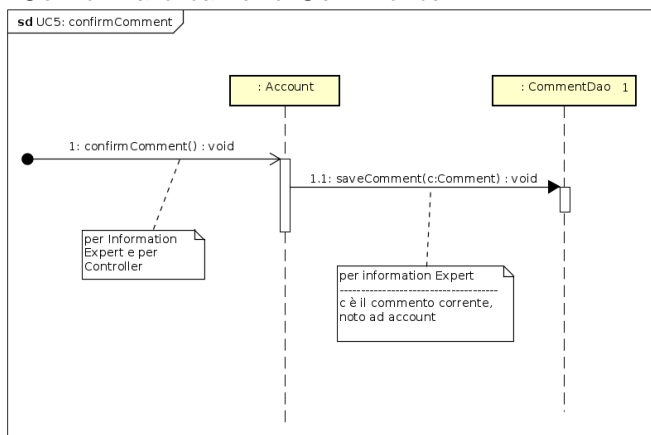 sd UC5: confirmComment
: Account
: CommentDao 1
1: confirmComment() : void
1.1: saveComment(c:Comment) : void
per Information
Expert e per
Controller
per information Expert
------------------------------------
c è il commento corrente,
noto ad account